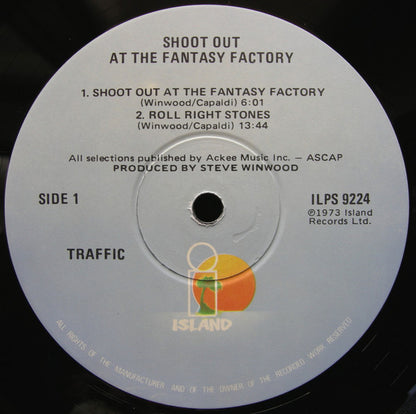 SHOOT OUT
AT THE FANTASY FACTORY
1. SHOOT OUT AT THE FANTASY FACTORY
(Winwood/Capaldi) 6:01
2. ROLL RIGHT STONES
(Winwood/Capaldi) 13:44
All selections published by Ackee Music Inc. – ASCAP
PRODUCED BY STEVE WINWOOD
SIDE 1
ILPS 9224
℗1973 Island
Records Ltd.
TRAFFIC
i
ISLAND
ALL RIGHTS OF THE MANUFACTURER AND OF THE OWNER OF THE RECORDED WORK RESERVED